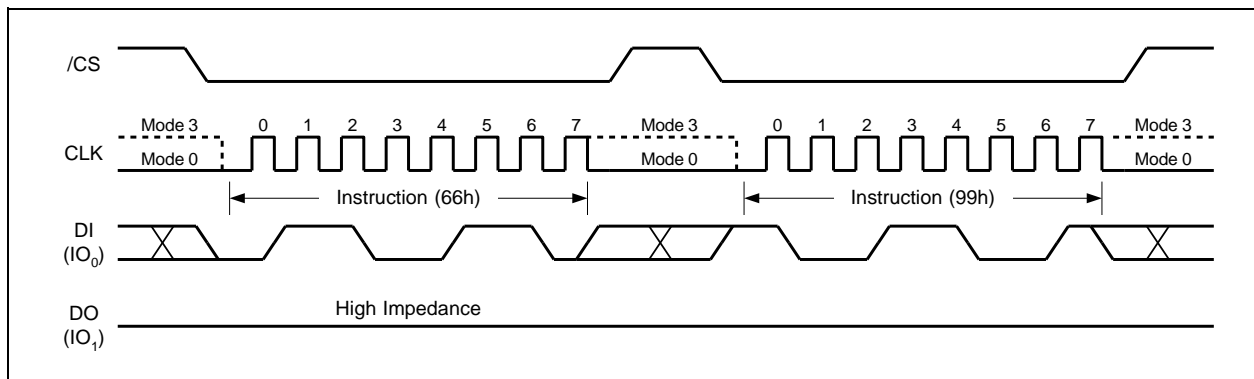 /CS
Mode 3 0 1 2 3 4 5 6 7 Mode 3 0 1 2 3 4 5 6 7 Mode 3
CLK
Mode 0 Mode 0 Mode 0
Instruction (66h) Instruction (99h)
DI
(IO₀)
High Impedance
DO
(IO₁)